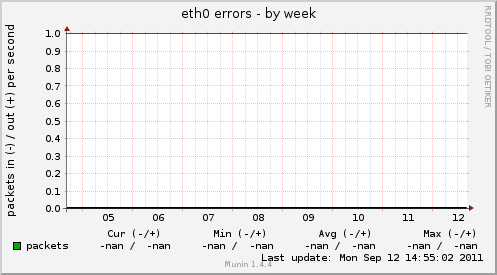 eth0 errors - by week
RRDTOOL / TOBI OETIKER
packets in (-) / out (+) per second
1.0
0.9
0.8
0.7
0.6
0.5
0.4
0.3
0.2
0.1
0.0
05 06 07 08 09 10 11 12
Cur (-/+) Min (-/+) Avg (-/+) Max (-/+)
packets -nan / -nan -nan / -nan -nan / -nan -nan / -nan
Last update: Mon Sep 12 14:55:02 2011
Munin 1.4.4